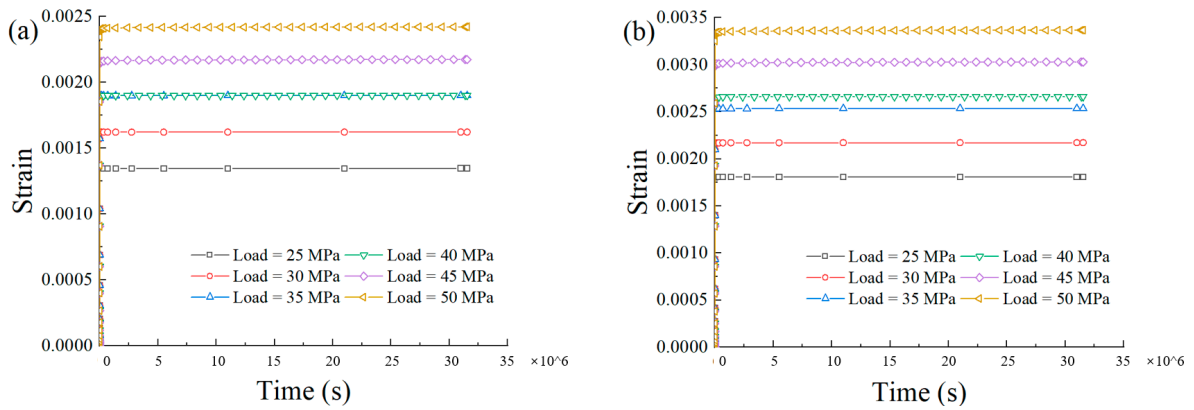 (a)
Strain
0.0025
0.0020
0.0015
0.0010
0.0005
0.0000
Load = 25 MPa
Load = 40 MPa
Load = 30 MPa
Load = 45 MPa
Load = 35 MPa
Load = 50 MPa
0 5 10 15 20 25 30 35 ×10^6
Time (s)
(b)
Strain
0.0035
0.0030
0.0025
0.0020
0.0015
0.0010
0.0005
0.0000
Load = 25 MPa
Load = 40 MPa
Load = 30 MPa
Load = 45 MPa
Load = 35 MPa
Load = 50 MPa
0 5 10 15 20 25 30 35 ×10^6
Time (s)